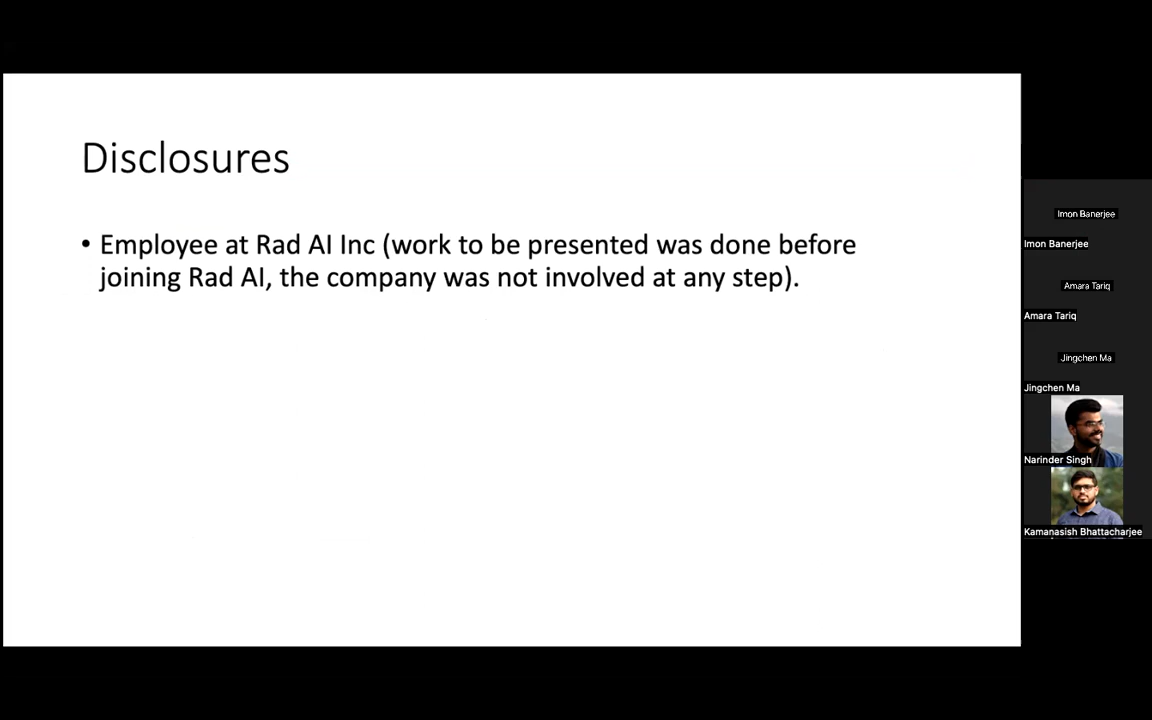 Disclosures
• Employee at Rad AI Inc (work to be presented was done before
joining Rad AI, the company was not involved at any step).
Imon Banerjee
Imon Banerjee
Amara Tariq
Amara Tariq
Jingchen Ma
Jingchen Ma
Narinder Singh
Kamanasish Bhattacharjee